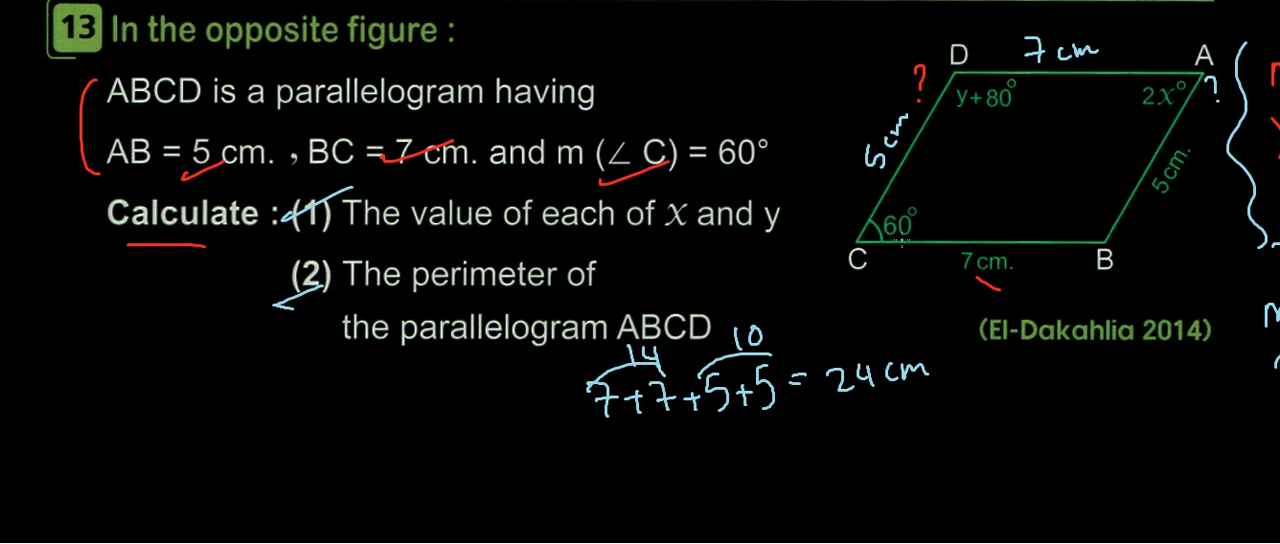 13 In the opposite figure :
ABCD is a parallelogram having
AB = 5 cm. , BC = 7 cm. and m (∠ C) = 60°
Calculate : (1) The value of each of x and y
(2) The perimeter of
the parallelogram ABCD
14 10
7+7+5+5 = 24 cm
D 7 cm A
? y+80° 2x° ?
5 cm 5 cm.
60°
C 7 cm. B
(El-Dakahlia 2014)